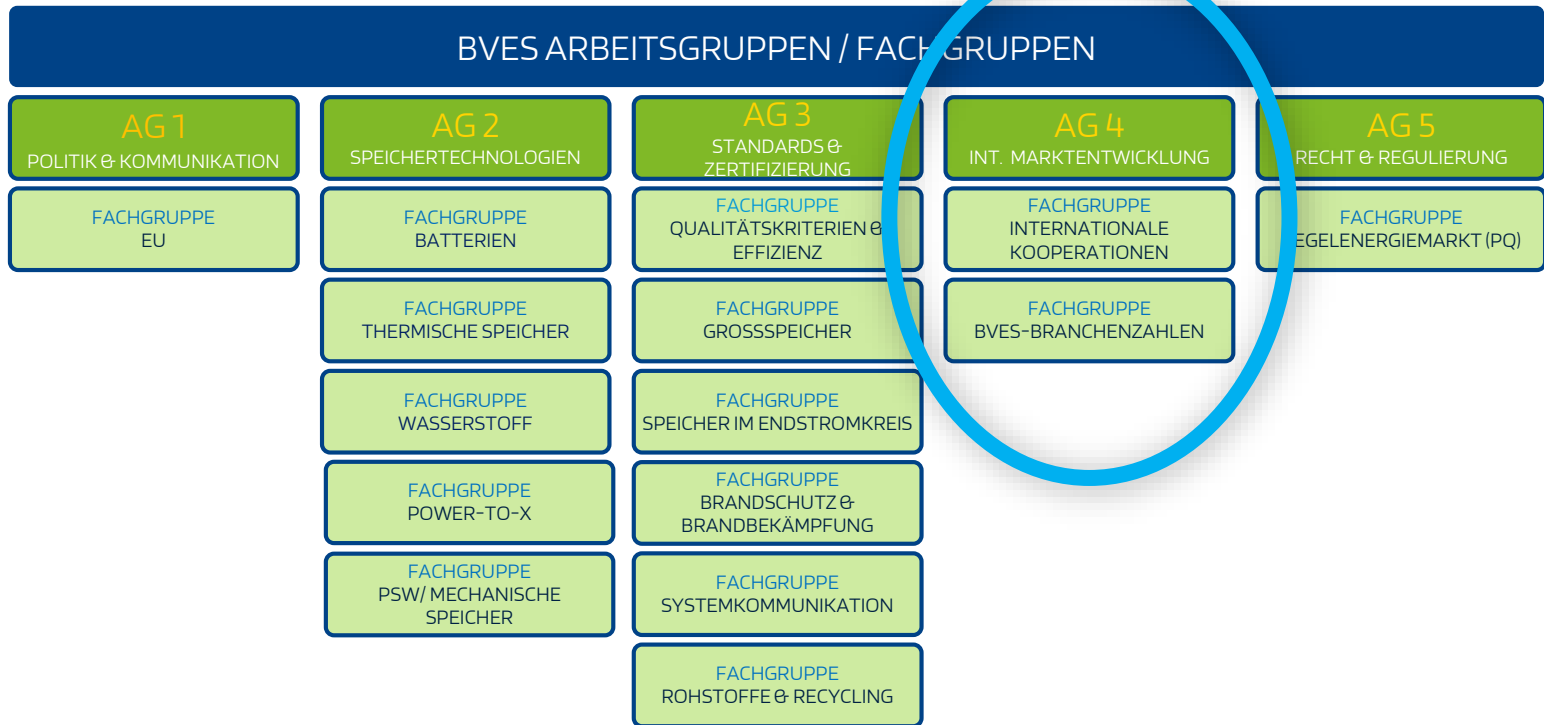 BVES ARBEITSGRUPPEN / FACHGRUPPEN
AG 1
POLITIK & KOMMUNIKATION
FACHGRUPPE
EU
AG 2
SPEICHERTECHNOLOGIEN
FACHGRUPPE
BATTERIEN
FACHGRUPPE
THERMISCHE SPEICHER
FACHGRUPPE
WASSERSTOFF
FACHGRUPPE
POWER-TO-X
FACHGRUPPE
PSW/ MECHANISCHE
SPEICHER
AG 3
STANDARDS &
ZERTIFIZIERUNG
FACHGRUPPE
QUALITÄTSKRITERIEN &
EFFIZIENZ
FACHGRUPPE
GROSSSPEICHER
FACHGRUPPE
SPEICHER IM ENDSTROMKREIS
FACHGRUPPE
BRANDSCHUTZ &
BRANDBEKÄMPFUNG
FACHGRUPPE
SYSTEMKOMMUNIKATION
FACHGRUPPE
ROHSTOFFE & RECYCLING
AG 4
INT. MARKTENTWICKLUNG
FACHGRUPPE
INTERNATIONALE
KOOPERATIONEN
FACHGRUPPE
BVES-BRANCHENZAHLEN
AG 5
RECHT & REGULIERUNG
FACHGRUPPE
EGELENERGIEMARKT (PQ)